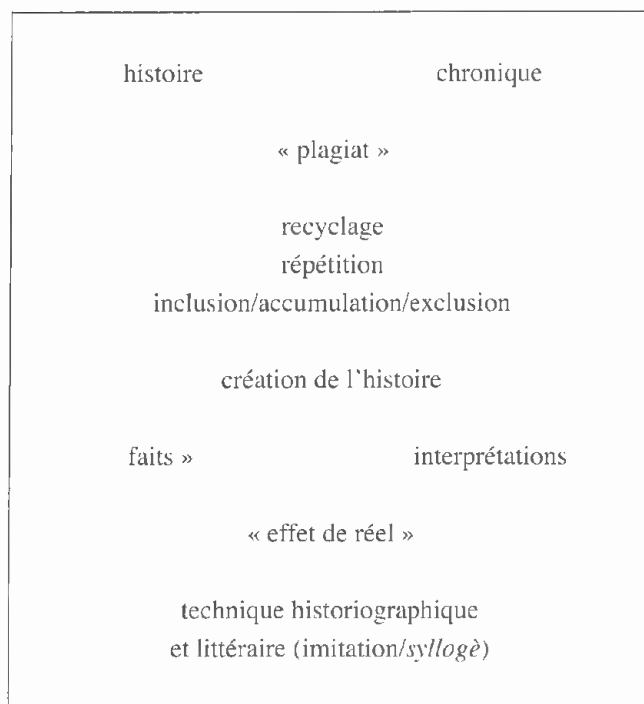 histoire chronique
« plagiat »
recyclage
répétition
inclusion/accumulation/exclusion
création de l'histoire
faits » interprétations
« effet de réel »
technique historiographique
et littéraire (imitation/syllogè)